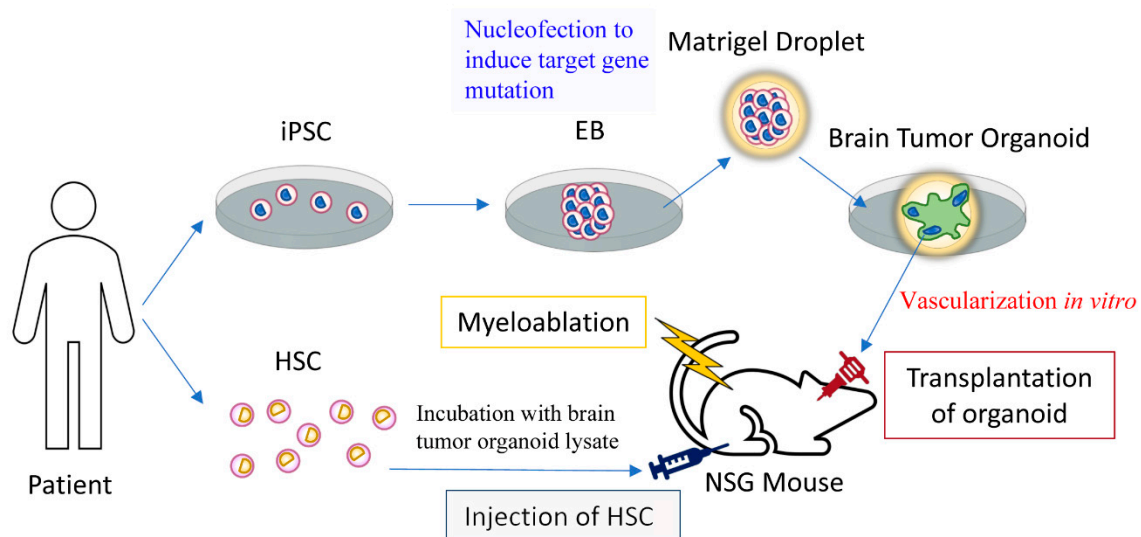 Nucleofection to
induce target gene
mutation
Matrigel Droplet
iPSC
EB
Brain Tumor Organoid
Vascularization in vitro
Myeloablation
HSC
Transplantation
of organoid
Incubation with brain
tumor organoid lysate
Patient
NSG Mouse
Injection of HSC